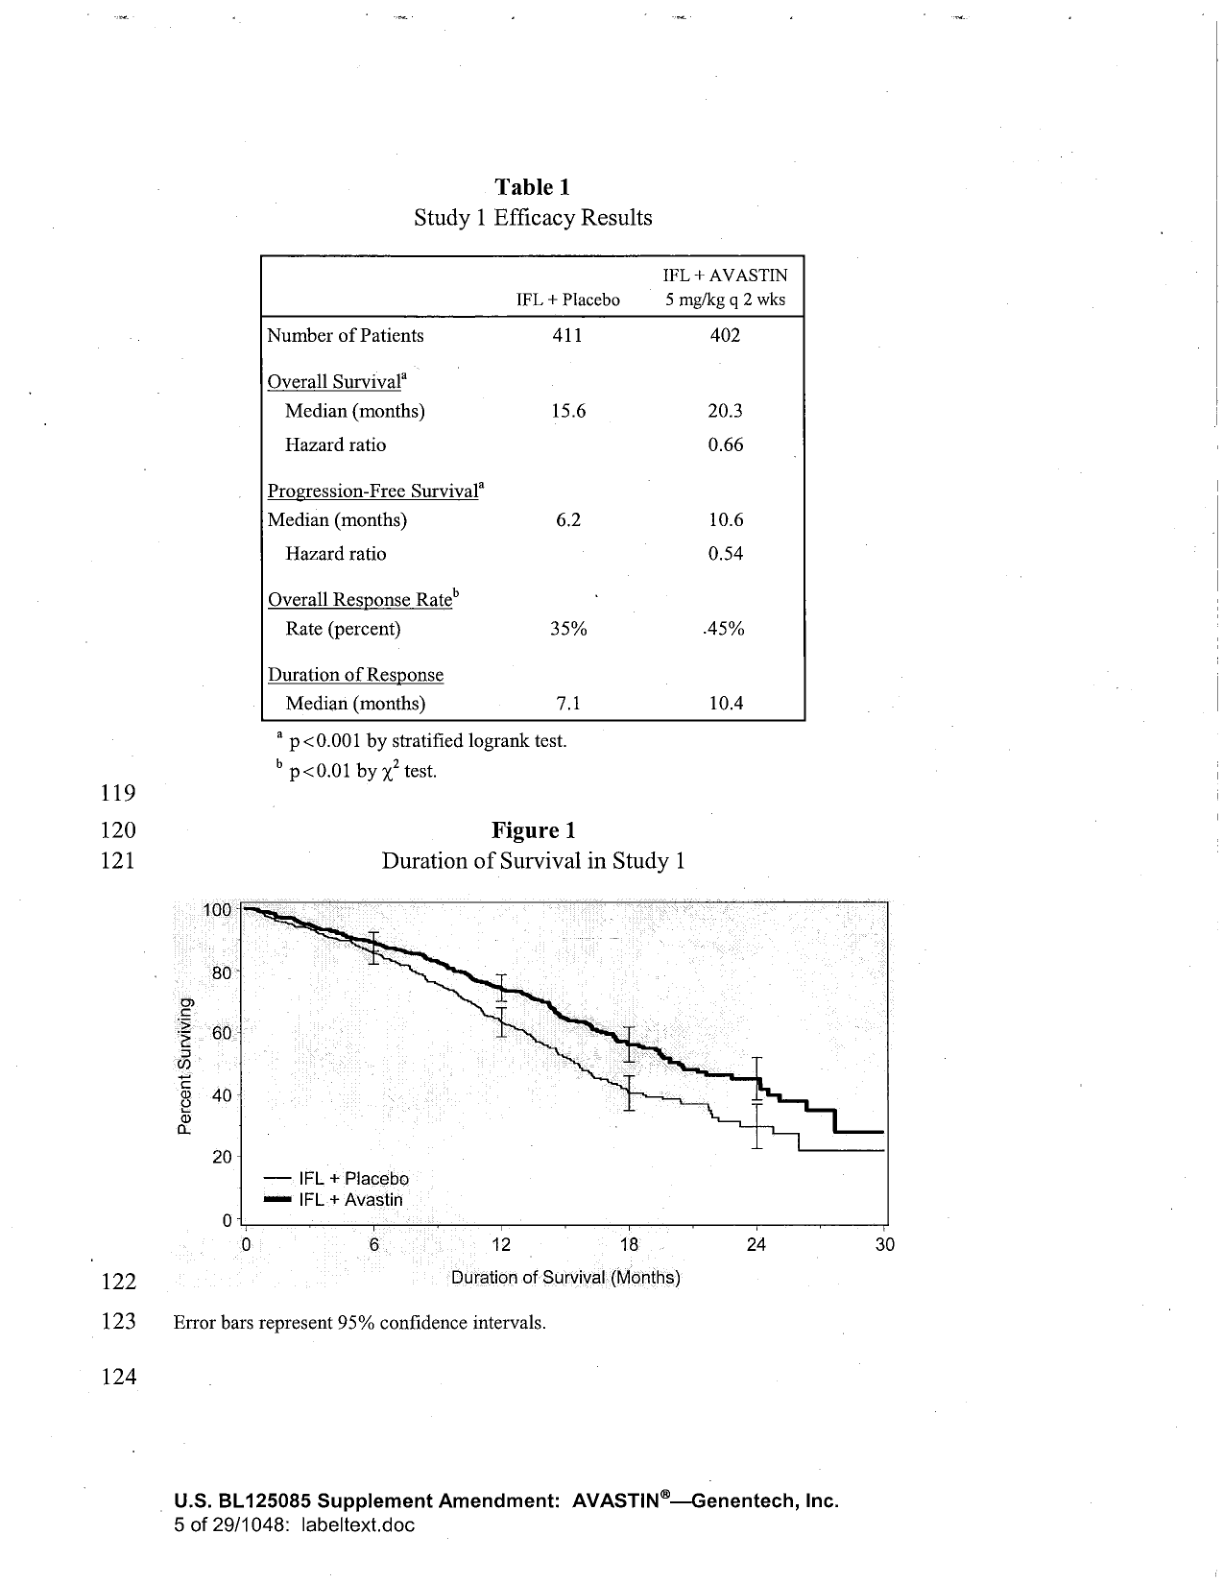 Table 1
Study 1 Efficacy Results
IFL + AVASTIN
IFL + Placebo 5 mg/kg q 2 wks
Number of Patients 411 402
Overall Survivalᵃ
Median (months) 15.6 20.3
Hazard ratio 0.66
Progression-Free Survivalᵃ
Median (months) 6.2 10.6
Hazard ratio 0.54
Overall Response Rateᵇ
Rate (percent) 35% 45%
Duration of Response
Median (months) 7.1 10.4
ᵃ p<0.001 by stratified logrank test.
ᵇ p<0.01 by χ² test.
119
120 Figure 1
121 Duration of Survival in Study 1
100
80
60
40
20
0
Percent Surviving
IFL + Placebo
IFL + Avastin
0 6 12 18 24 30
122 Duration of Survival (Months)
123 Error bars represent 95% confidence intervals.
124
U.S. BL125085 Supplement Amendment: AVASTIN®—Genentech, Inc.
5 of 29/1048: labeltext.doc